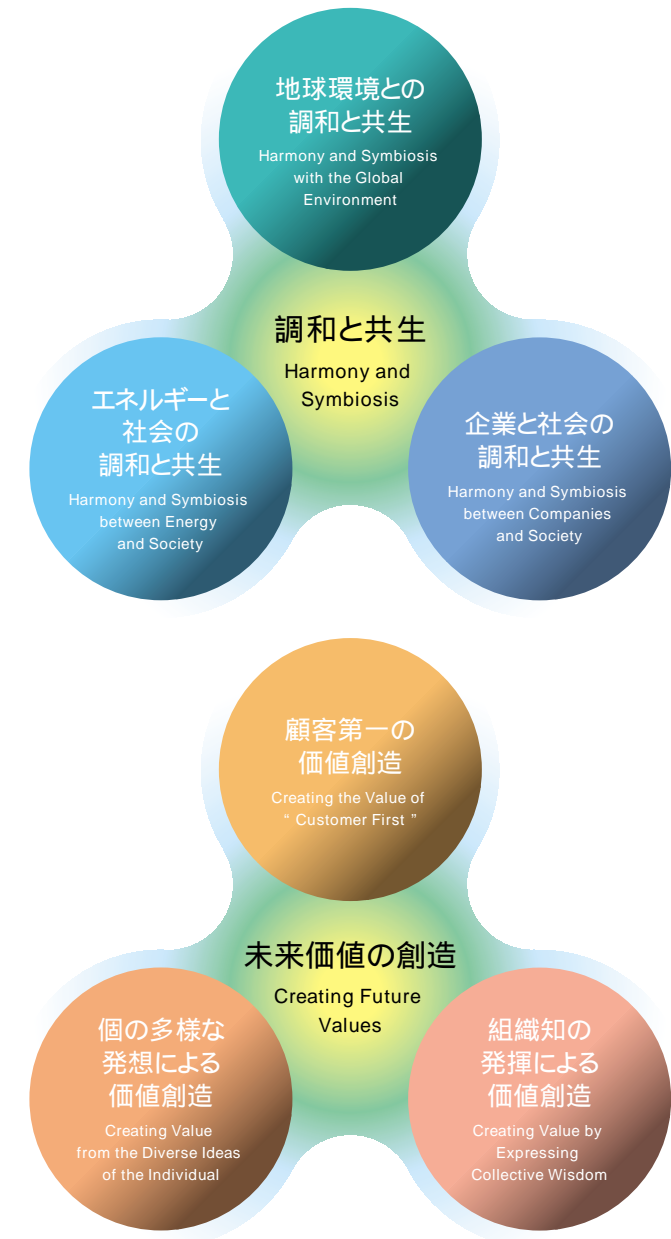 地球環境との
調和と共生
Harmony and Symbiosis
with the Global
Environment
調和と共生
Harmony and
Symbiosis
エネルギーと
社会の
調和と共生
Harmony and Symbiosis
between Energy
and Society
企業と社会の
調和と共生
Harmony and Symbiosis
between Companies
and Society
顧客第一の
価値創造
Creating the Value of
“ Customer First ”
未来価値の創造
Creating Future
Values
個の多様な
発想による
価値創造
Creating Value
from the Diverse Ideas
of the Individual
組織知の
発揮による
価値創造
Creating Value by
Expressing
Collective Wisdom